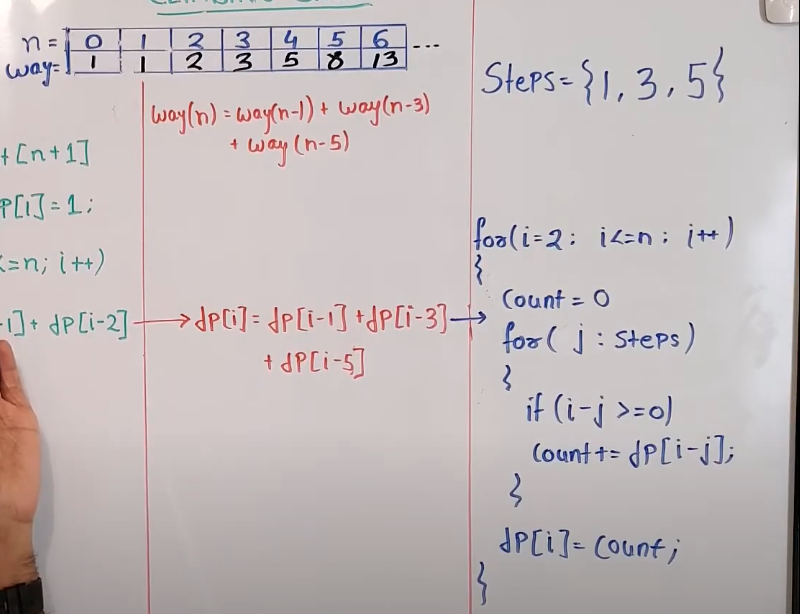 n = 0 1 2 3 4 5 6 ...
way = 1 1 2 3 5 8 13
way(n) = way(n-1) + way(n-3)
+ way(n-5)
+ [n+1]
P[i] = 1;
<=n; i++)
-1] + dP[i-2]
dP[i] = dP[i-1] + dP[i-3]
+ dP[i-5]
Steps = {1, 3, 5}
for(i=2; i<=n; i++)
{
Count = 0
for( j : Steps)
{
if (i-j >=0)
Count+= dP[i-j];
}
dP[i] = Count;
}